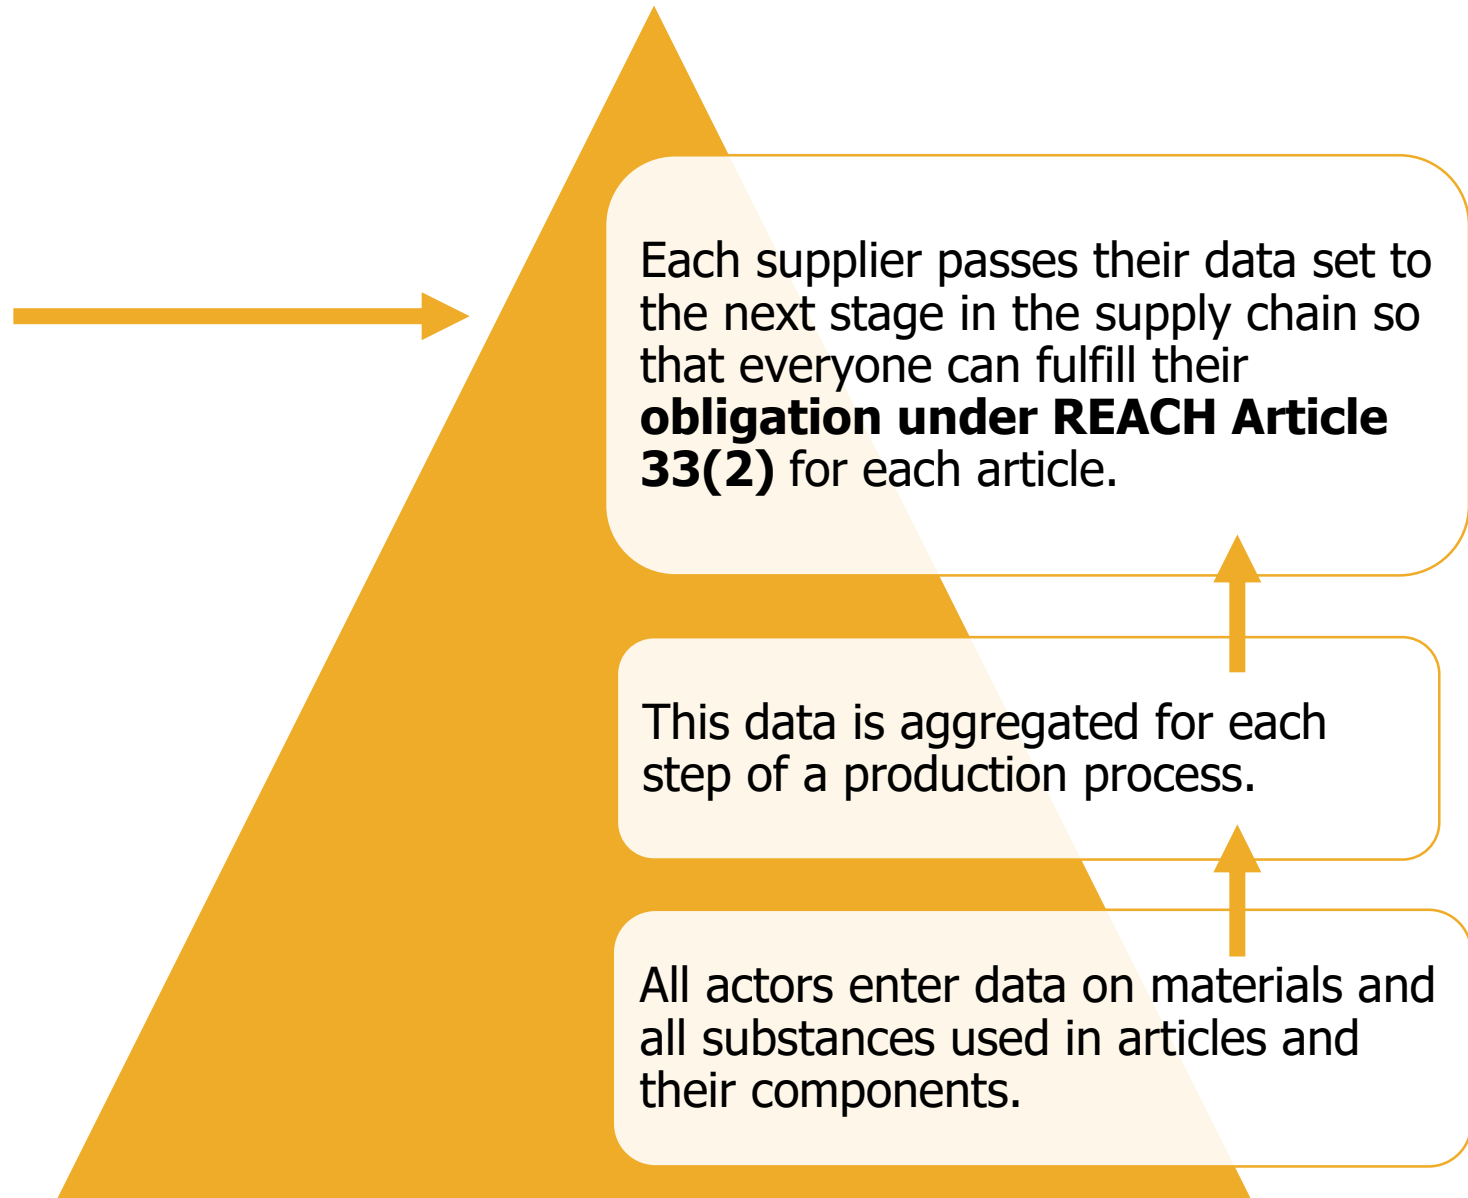 Each supplier passes their data set to
the next stage in the supply chain so
that everyone can fulfill their
obligation under REACH Article
33(2) for each article.
This data is aggregated for each
step of a production process.
All actors enter data on materials and
all substances used in articles and
their components.